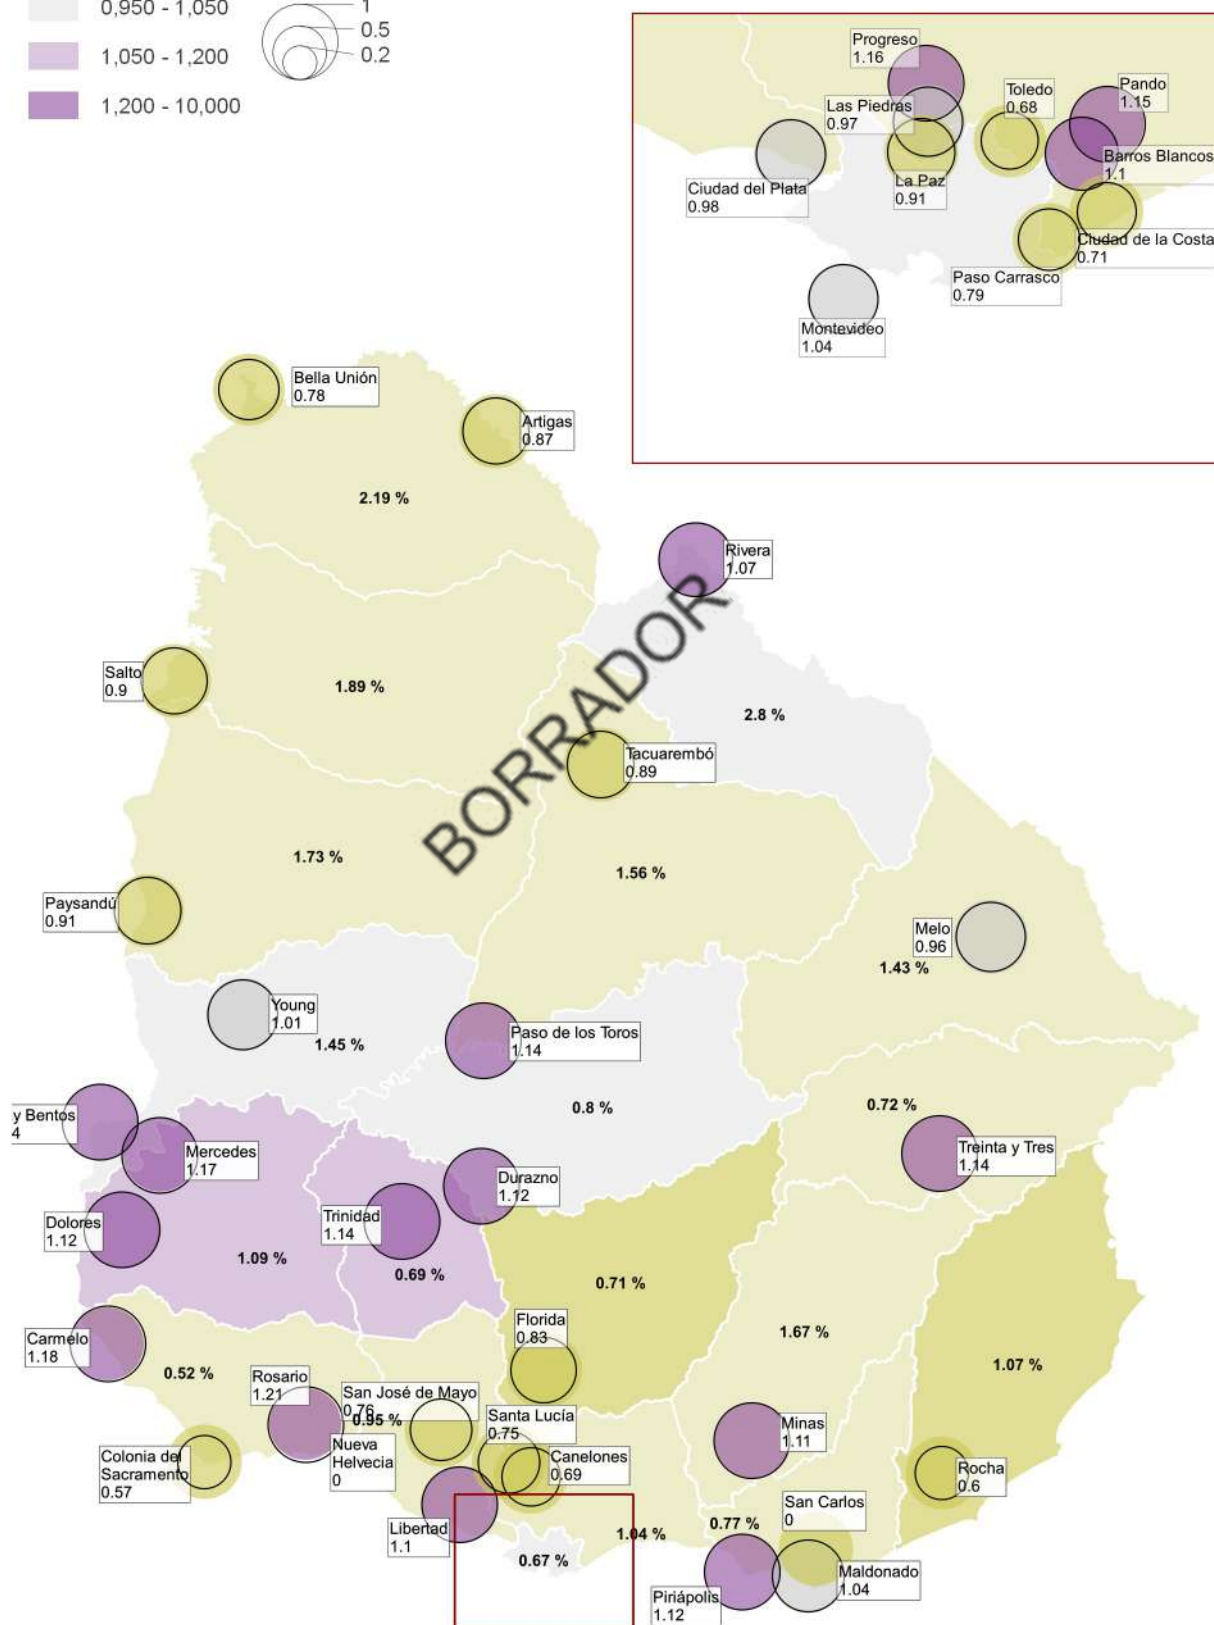 0,950 - 1,050
1,050 - 1,200
1,200 - 10,000
1
0.5
0.2
Progreso
1.16
Toledo
0.68
Pando
1.15
Las Piedras
0.97
Barros Blancos
1.1
Ciudad del Plata
0.98
La Paz
0.91
Ciudad de la Costa
0.71
Paso Carrasco
0.79
Montevideo
1.04
Bella Unión
0.78
Artigas
0.87
2.19 %
Rivera
1.07
Salto
0.9
1.89 %
2.8 %
BORRADOR
Tacuarembó
0.89
1.73 %
1.56 %
Paysandú
0.91
Melo
0.96
1.43 %
Young
1.01
1.45 %
Paso de los Toros
1.14
0.8 %
0.72 %
y Bentos
4
Mercedes
1.17
Treinta y Tres
1.14
Durazno
1.12
Dolores
1.12
Trinidad
1.14
1.09 %
0.69 %
0.71 %
Florida
0.83
1.67 %
Carmelo
1.18
0.52 %
1.07 %
Rosario
1.21
San José de Mayo
0.76
0.95 %
Santa Lucía
0.75
Minas
1.11
Nueva
Helvecia
0
Colonia del
Sacramento
0.57
Canelones
0.69
Rocha
0.6
San Carlos
0
Libertad
1.1
1.04 %
0.77 %
0.67 %
Maldonado
1.04
Piriápolis
1.12